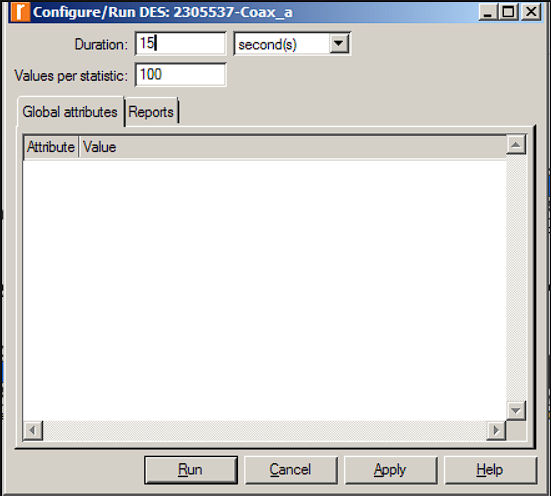 Configure/Run DES: 2305537-Coax_a
Duration: 15 second(s)
Values per statistic: 100
Global attributes Reports
Attribute Value
Run Cancel Apply Help